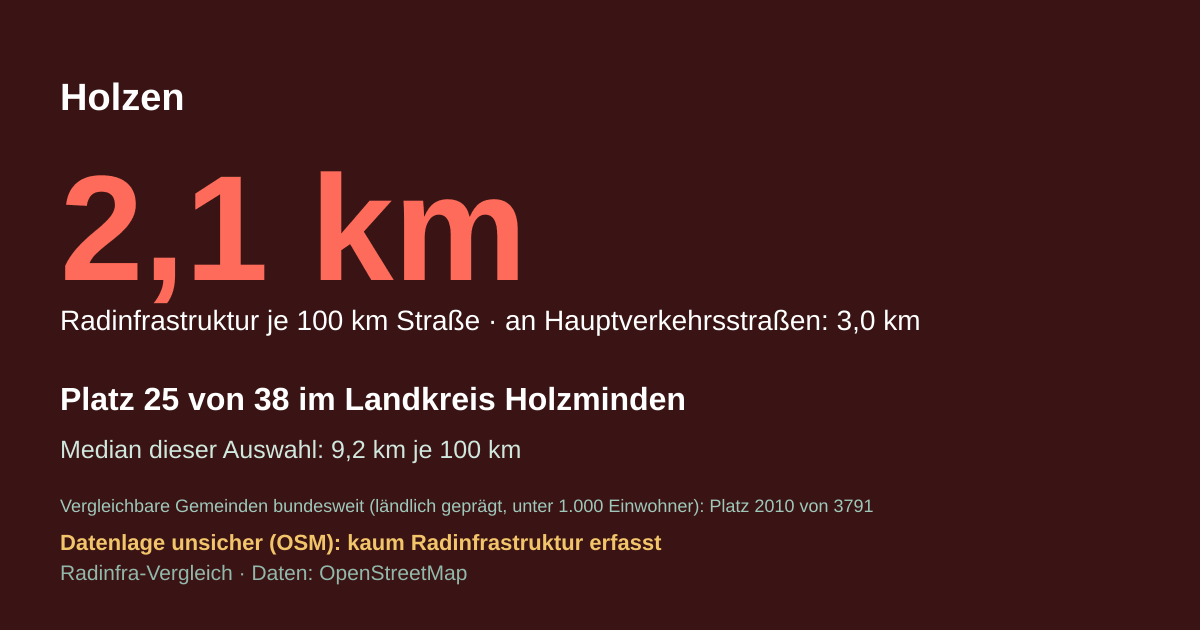 Holzen
2,1 km
Radinfrastruktur je 100 km Straße · an Hauptverkehrsstraßen: 3,0 km
Platz 25 von 38 im Landkreis Holzminden
Median dieser Auswahl: 9,2 km je 100 km
Vergleichbare Gemeinden bundesweit (ländlich geprägt, unter 1.000 Einwohner): Platz 2010 von 3791
Datenlage unsicher (OSM): kaum Radinfrastruktur erfasst
Radinfra-Vergleich · Daten: OpenStreetMap